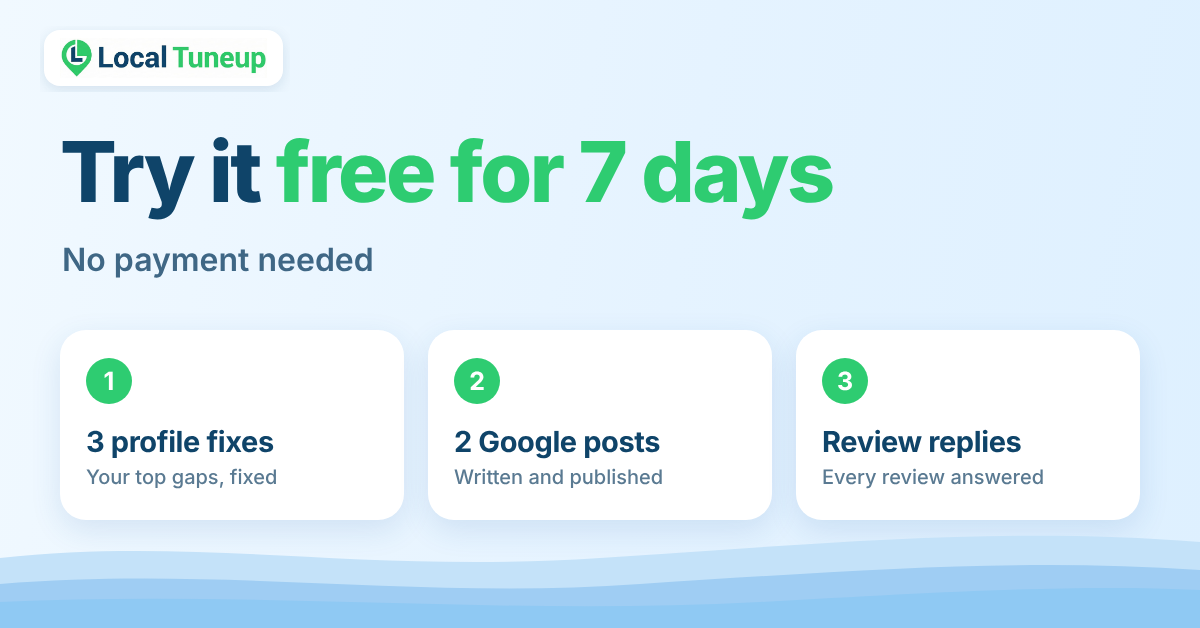 Local Tuneup
Try it free for 7 days
No payment needed
1
3 profile fixes
Your top gaps, fixed
2
2 Google posts
Written and published
3
Review replies
Every review answered